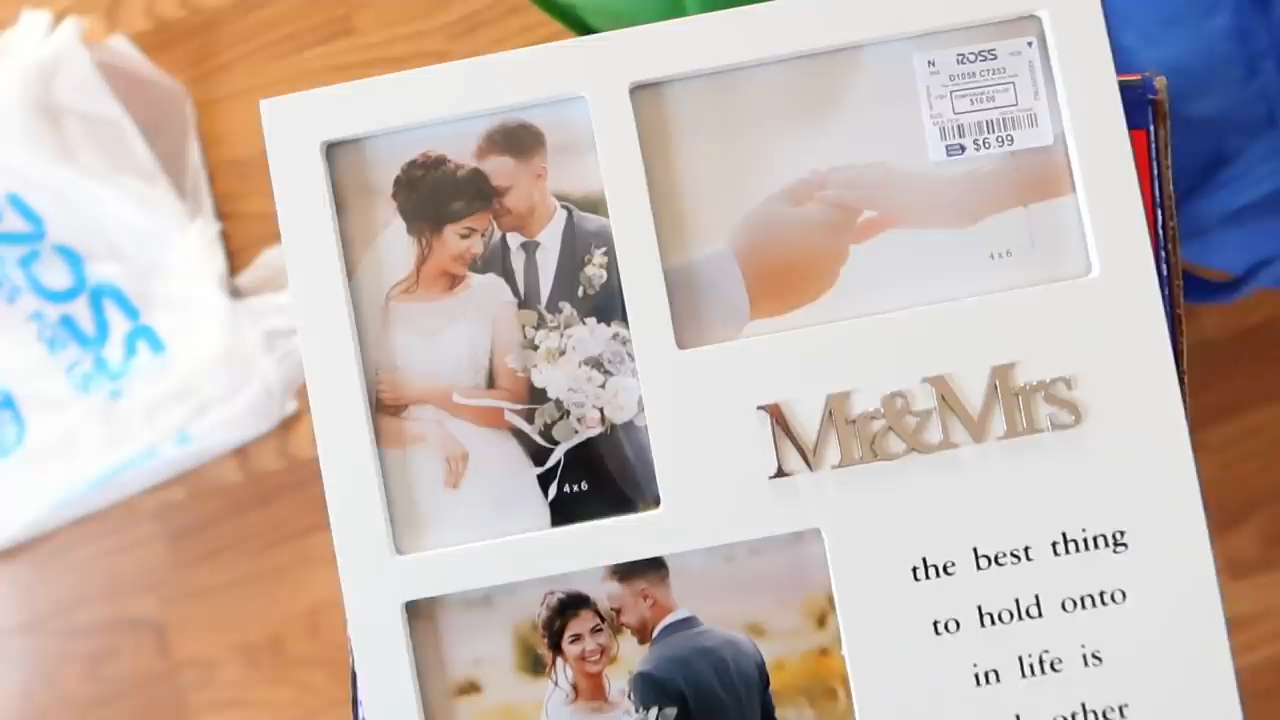 ROSS
N
ROSS
D1058 C7253
COMPARABLE VALUE
$10.00
$6.99
4x6
4x6
Mr&Mrs
the best thing
to hold onto
in life is
other